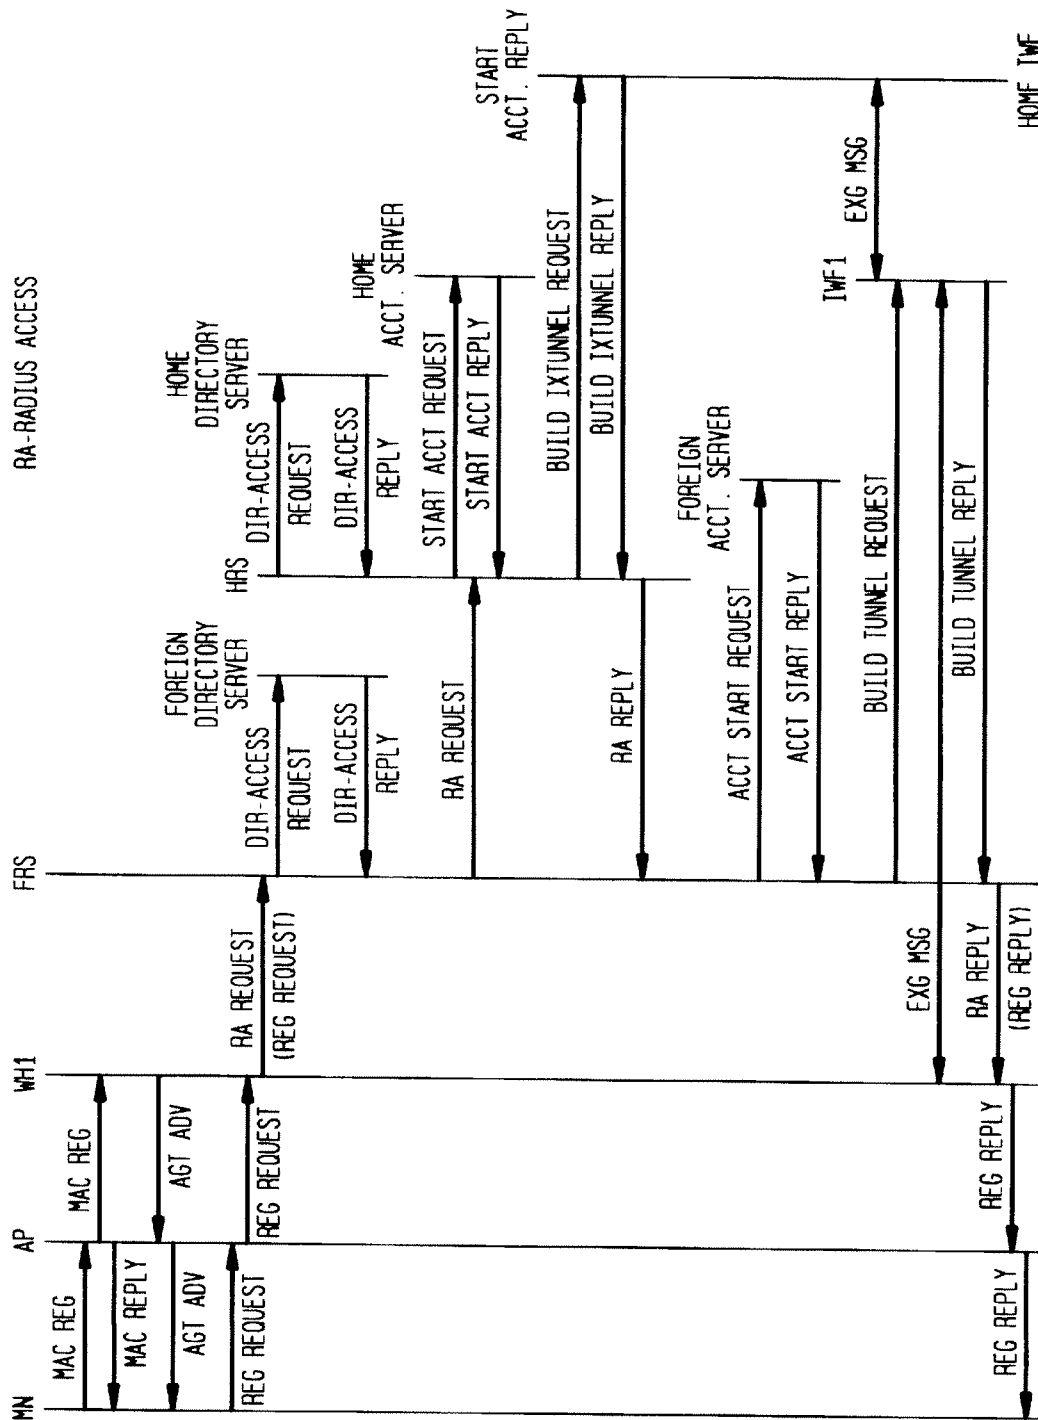 RA-RADIUS ACCESS
MN
AP
WH1
FRS
FOREIGN
DIRECTORY
SERVER
HRS
HOME
DIRECTORY
SERVER
HOME
ACCT. SERVER
START
ACCT. REPLY
MAC REG
MAC REG
MAC REPLY
AGT ADV
AGT ADV
REG REQUEST
REG REQUEST
RA REQUEST
(REG REQUEST)
DIR-ACCESS
REQUEST
DIR-ACCESS
REPLY
DIR-ACCESS
REQUEST
DIR-ACCESS
REPLY
RA REQUEST
START ACCT REQUEST
START ACCT REPLY
BUILD IXTUNNEL REQUEST
BUILD IXTUNNEL REPLY
RA REPLY
FOREIGN
ACCT. SERVER
ACCT START REQUEST
ACCT START REPLY
IWF1
EXG MSG
BUILD TUNNEL REQUEST
EXG MSG
BUILD TUNNEL REPLY
RA REPLY
(REG REPLY)
REG REPLY
REG REPLY
HOME IWF